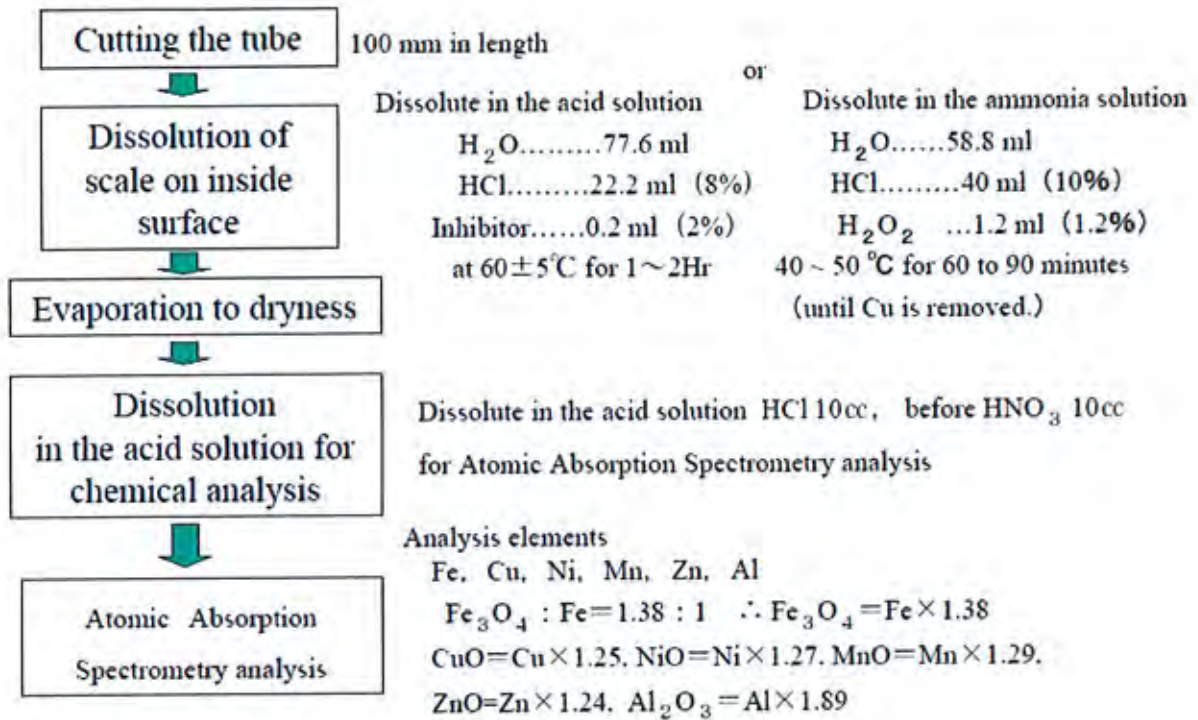 Cutting the tube
100 mm in length
or
Dissolution of
scale on inside
surface
Dissolute in the acid solution
H₂O.........77.6 ml
HCl.........22.2 ml (8%)
Inhibitor......0.2 ml (2%)
at 60±5℃ for 1～2Hr
Dissolute in the ammonia solution
H₂O......58.8 ml
HCl.........40 ml (10%)
H₂O₂ ...1.2 ml (1.2%)
40 ~ 50 ℃ for 60 to 90 minutes
(until Cu is removed.)
Evaporation to dryness
Dissolution
in the acid solution for
chemical analysis
Dissolute in the acid solution HCl 10cc, before HNO₃ 10cc
for Atomic Absorption Spectrometry analysis
Atomic Absorption
Spectrometry analysis
Analysis elements
Fe, Cu, Ni, Mn, Zn, Al
Fe₃O₄ : Fe=1.38 : 1 ∴ Fe₃O₄=Fe×1.38
CuO=Cu×1.25, NiO=Ni×1.27, MnO=Mn×1.29,
ZnO=Zn×1.24, Al₂O₃=Al×1.89